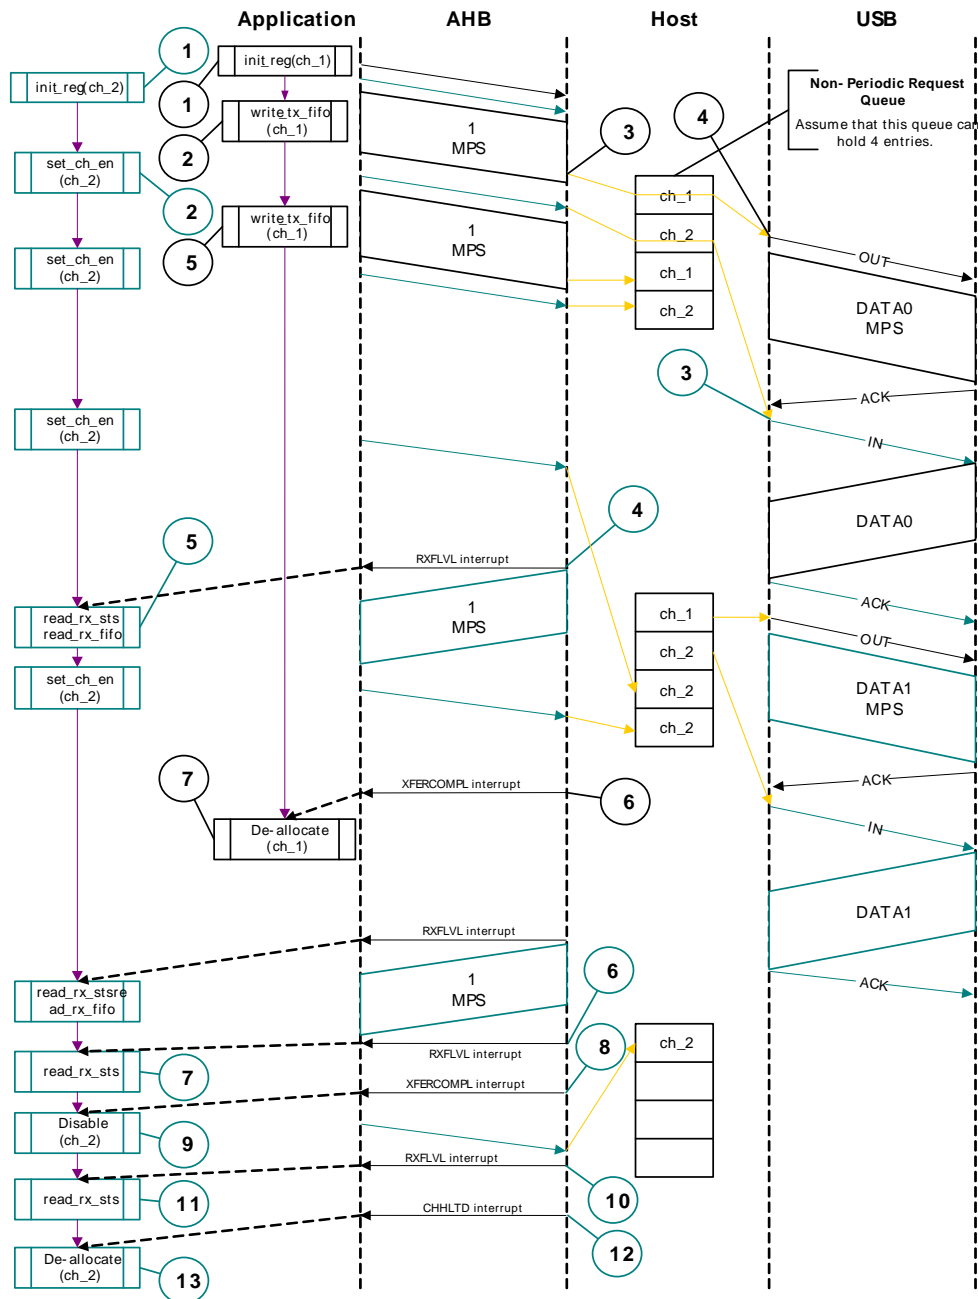 Application AHB Host USB
1
init_reg(ch_1)
init_reg(ch_2)
1
Non- Periodic Request
Queue
Assume that this queue can
hold 4 entries.
write_tx_fifo
(ch_1)
1
MPS
3
4
2
set_ch_en
(ch_2)
ch_1
2
write_tx_fifo
(ch_1)
1
MPS
ch_2
5
set_ch_en
(ch_2)
OUT
ch_1
ch_2
DATA0
MPS
3
ACK
set_ch_en
(ch_2)
IN
4
DATA0
5
RXFLVL interrupt
read_rx_sts
read_rx_fifo
1
MPS
ch_1
ACK
OUT
set_ch_en
(ch_2)
ch_2
ch_2
DATA1
MPS
ch_2
7
XFERCOMPL interrupt
6
ACK
De-allocate
(ch_1)
IN
DATA1
RXFLVL interrupt
read_rx_stsre
ad_rx_fifo
1
MPS
6
ACK
RXFLVL interrupt
8
ch_2
read_rx_sts
7
XFERCOMPL interrupt
Disable
(ch_2)
9
RXFLVL interrupt
read_rx_sts
11
10
CHHLTD interrupt
12
De-allocate
(ch_2)
13